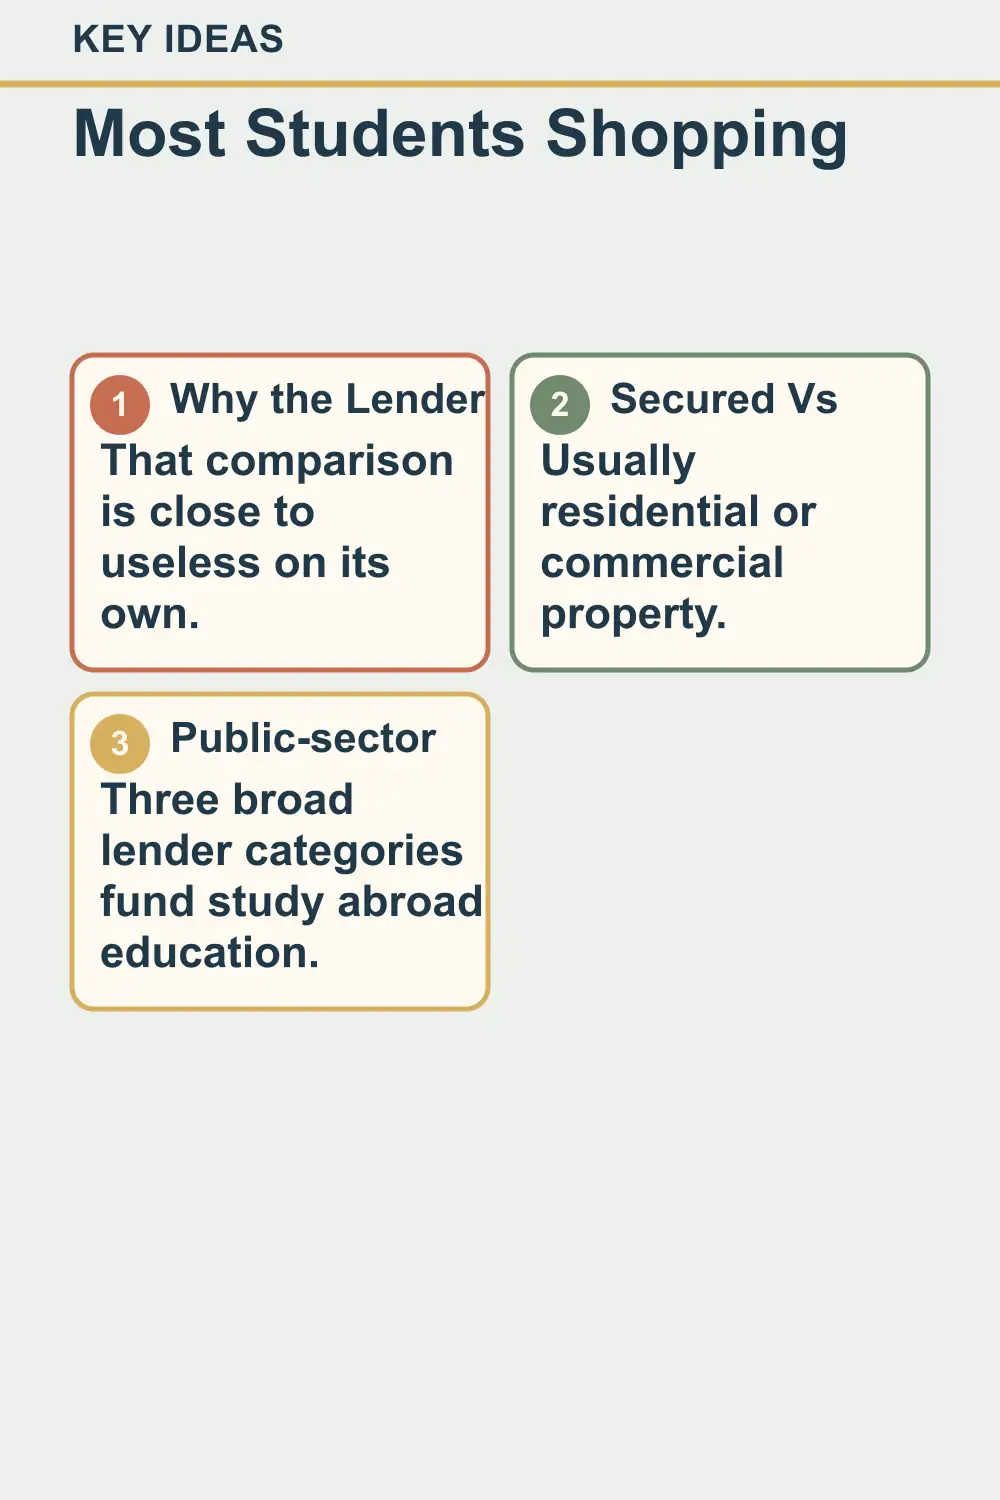 KEY IDEAS
Most Students Shopping
1 Why the Lender
That comparison
is close to
useless on its
own.
2 Secured Vs
Usually
residential or
commercial
property.
3 Public-sector
Three broad
lender categories
fund study abroad
education.